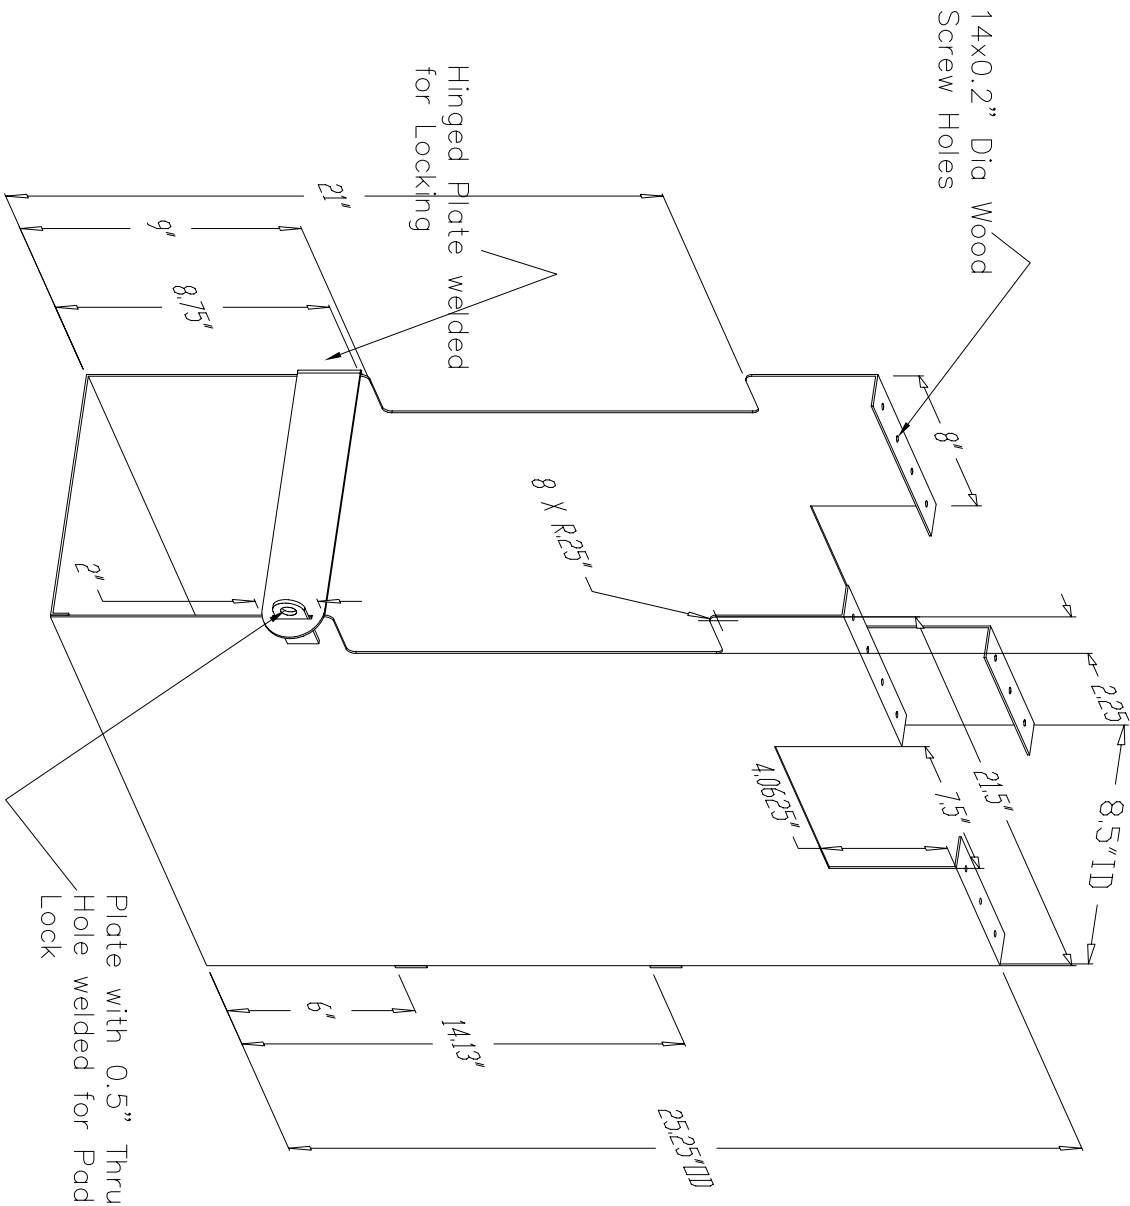 14x0.2” Dia Wood
Screw Holes
Hinged Plate welded
for Locking
21"
9"
8.75"
8"
8 X R.25"
2"
2.25
21.5"
8.5"ID
7.5"
4.0625"
6"
14.13"
25.25"OD
Plate with 0.5” Thru
Hole welded for Pad
Lock